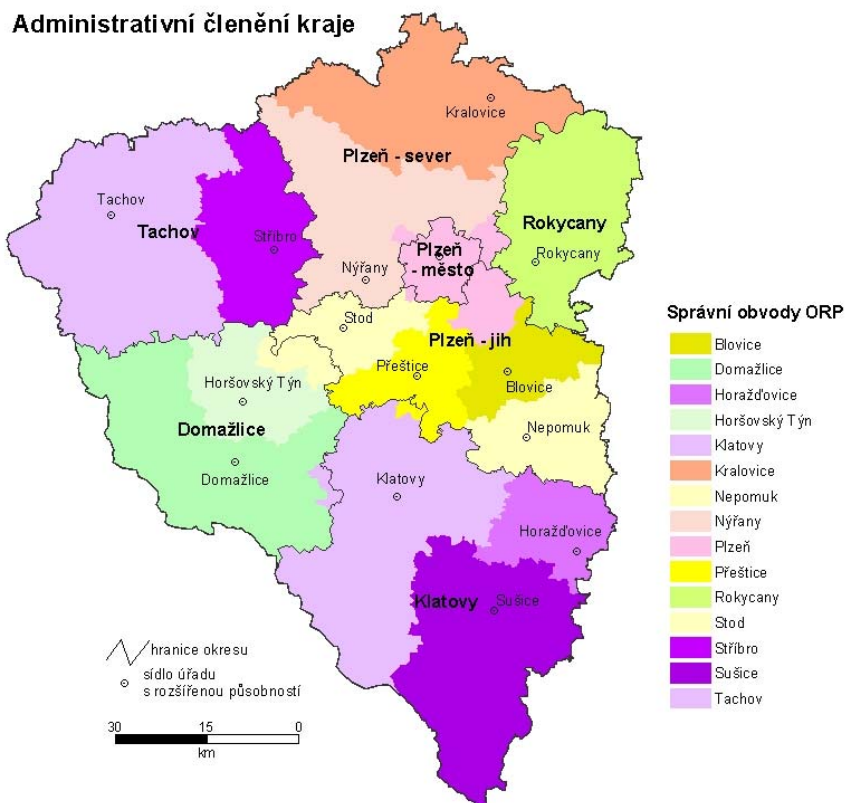 Administrativní členění kraje
Kralovice
Plzeň - sever
Tachov
Tachov
Stříbro
Rokycany
Rokycany
Plzeň
- město
Nýřany
Stod
Plzeň - jih
Přeštice
Blovice
Horšovský Týn
Domažlice
Domažlice
Nepomuk
Klatovy
Horažďovice
Klatovy
Sušice
hranice okresu
sídlo úřadu
s rozšířenou působností
30 15 0
km
Správní obvody ORP
Blovice
Domažlice
Horažďovice
Horšovský Týn
Klatovy
Kralovice
Nepomuk
Nýřany
Plzeň
Přeštice
Rokycany
Stod
Stříbro
Sušice
Tachov